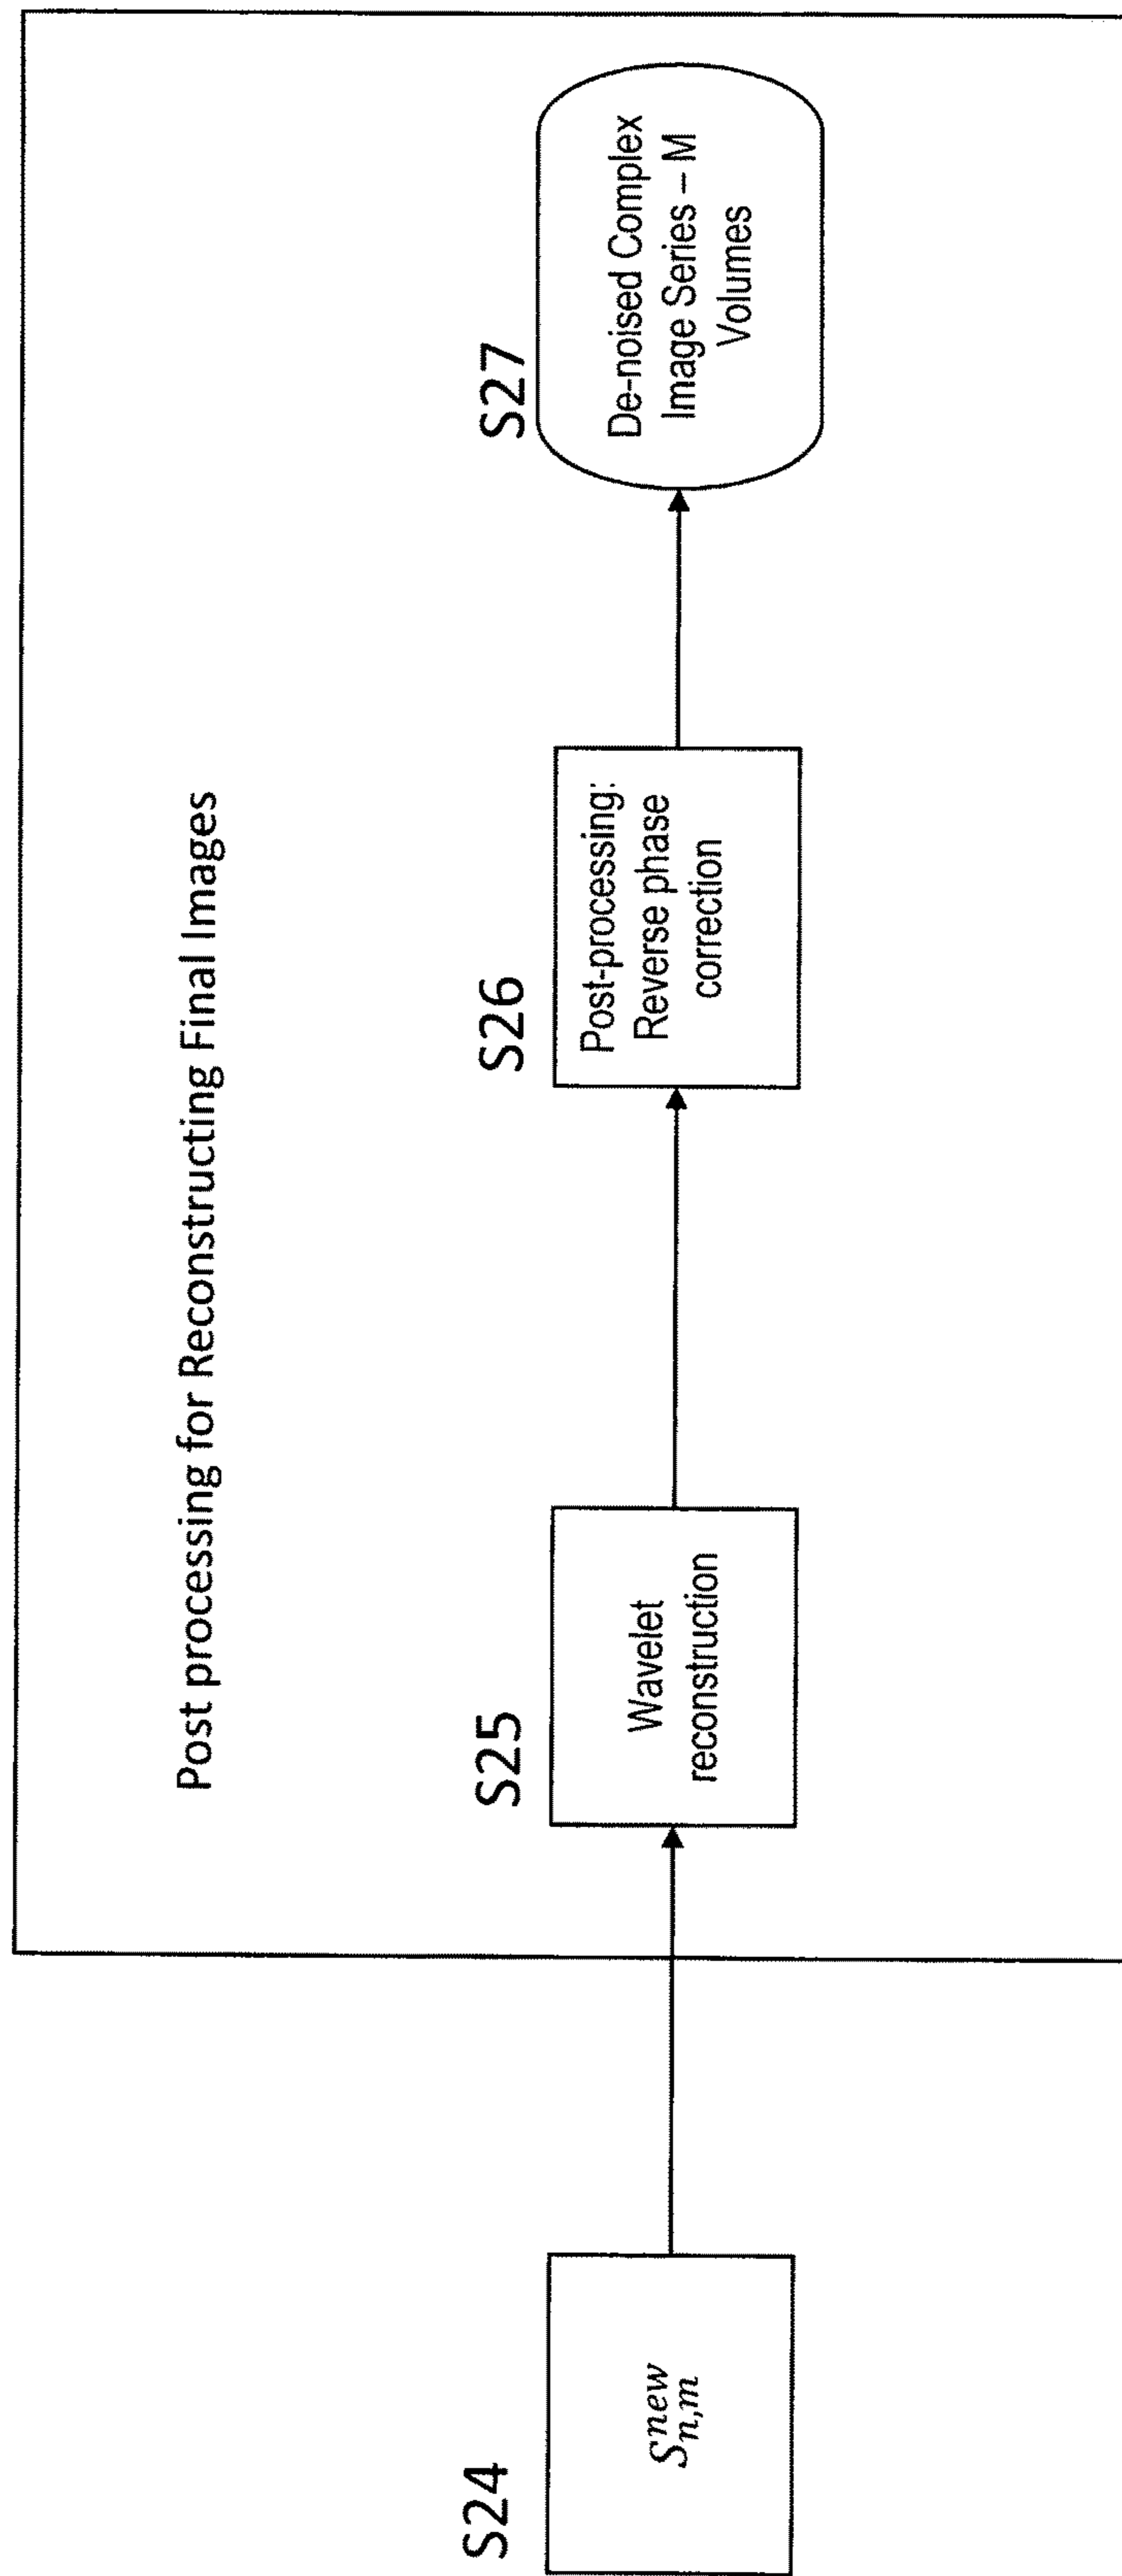 Post processing for Reconstructing Final Images
S24
S^{new}_{n,m}
S25
Wavelet
reconstruction
S26
Post-processing:
Reverse phase
correction
S27
De-noised Complex
Image Series – M
Volumes